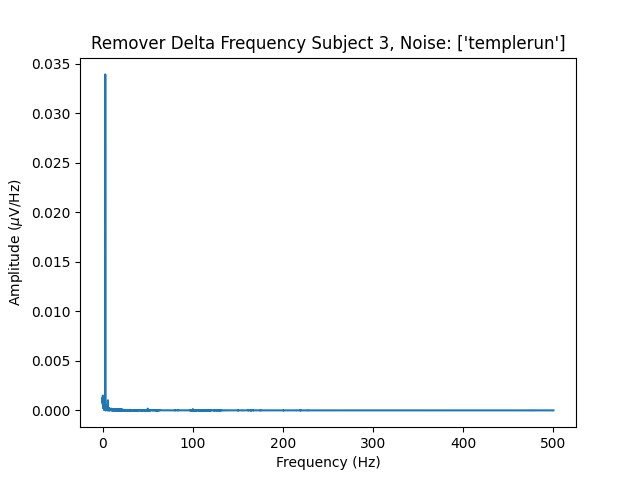 Remover Delta Frequency Subject 3, Noise: ['templerun']
Amplitude (μV/Hz)
0.035
0.030
0.025
0.020
0.015
0.010
0.005
0.000
0 100 200 300 400 500
Frequency (Hz)